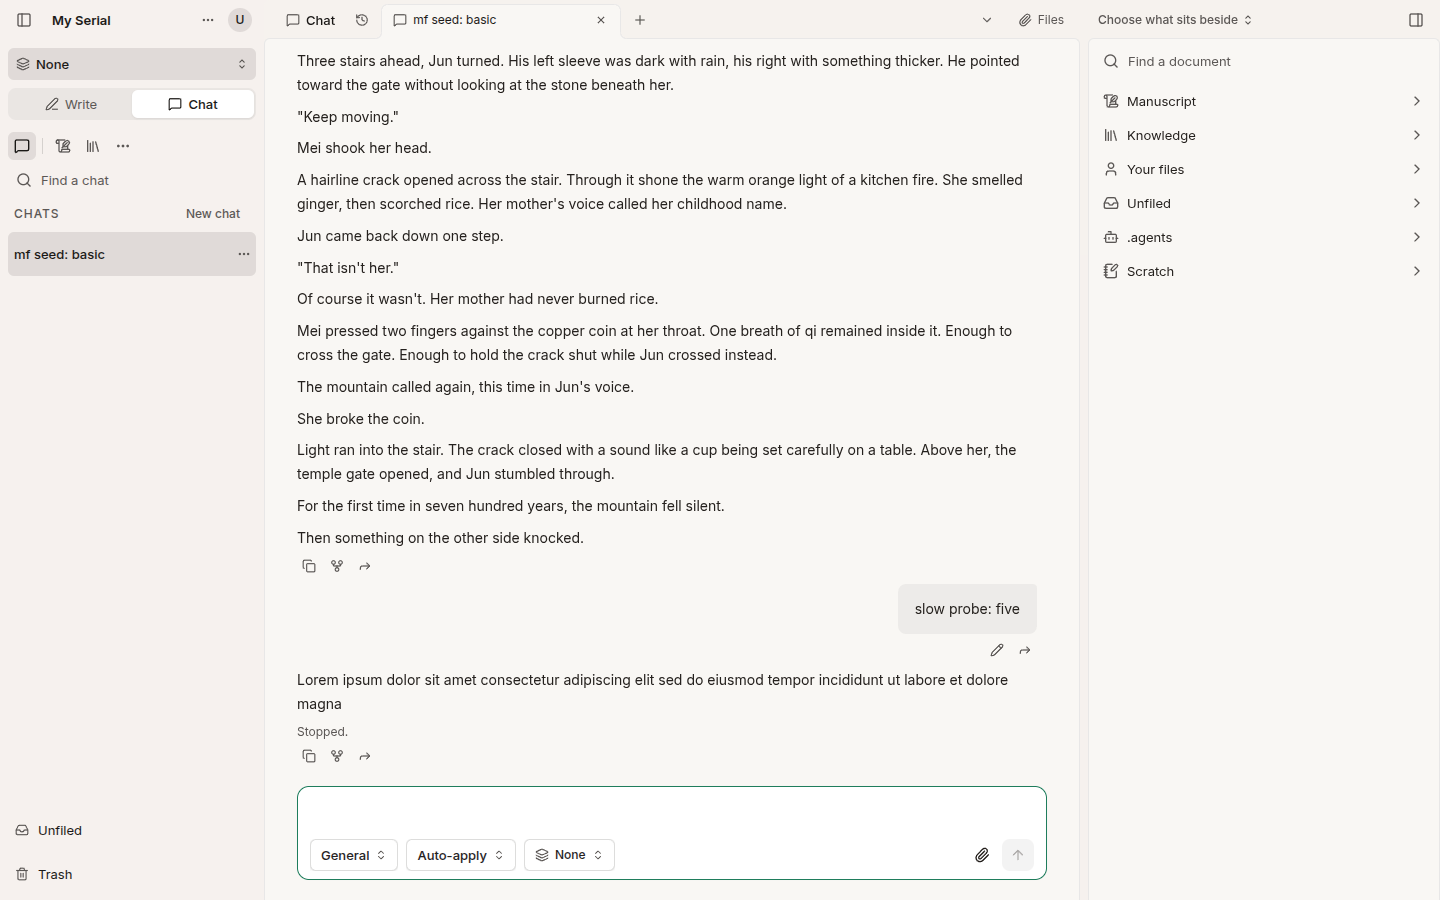 My Serial
U
None
Write
Chat
Find a chat
CHATS
New chat
mf seed: basic
Unfiled
Trash
Chat
mf seed: basic
Files
Three stairs ahead, Jun turned. His left sleeve was dark with rain, his right with something thicker. He pointed
toward the gate without looking at the stone beneath her.
"Keep moving."
Mei shook her head.
A hairline crack opened across the stair. Through it shone the warm orange light of a kitchen fire. She smelled
ginger, then scorched rice. Her mother's voice called her childhood name.
Jun came back down one step.
"That isn't her."
Of course it wasn't. Her mother had never burned rice.
Mei pressed two fingers against the copper coin at her throat. One breath of qi remained inside it. Enough to
cross the gate. Enough to hold the crack shut while Jun crossed instead.
The mountain called again, this time in Jun's voice.
She broke the coin.
Light ran into the stair. The crack closed with a sound like a cup being set carefully on a table. Above her, the
temple gate opened, and Jun stumbled through.
For the first time in seven hundred years, the mountain fell silent.
Then something on the other side knocked.
slow probe: five
Lorem ipsum dolor sit amet consectetur adipiscing elit sed do eiusmod tempor incididunt ut labore et dolore
magna
Stopped.
General
Auto-apply
None
Choose what sits beside
Find a document
Manuscript
Knowledge
Your files
Unfiled
.agents
Scratch